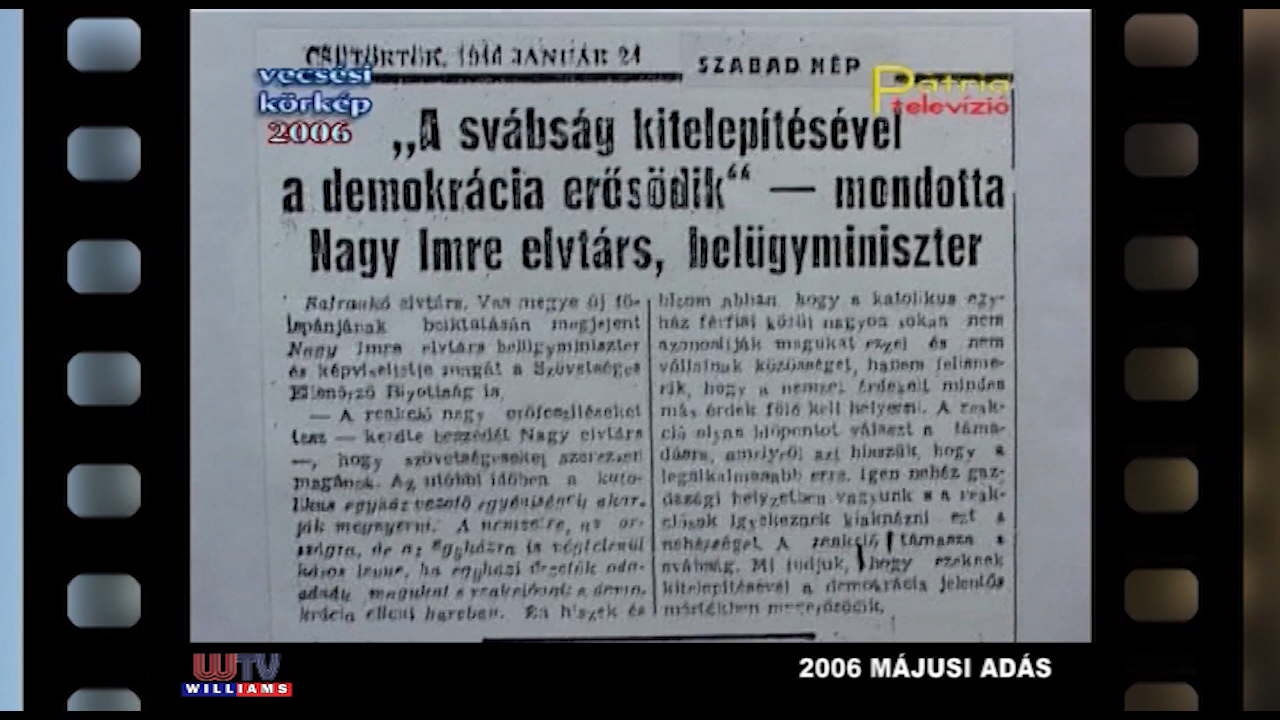 CSÜTÖRTÖK, 1946 JANUÁR 24
SZABAD NÉP
vecsési
körkép
2006
Pátria
televízió
„A svábság kitelepítésével
a demokrácia erősödik“ — mondotta
Nagy Imre elvtárs, belügyminiszter
elvtárs, Vas megye új fő-
ispánjának beiktatásán megjelent
Nagy Imre elvtárs belügyminiszter
és képviseltette magát a Szövetséges
Ellenőrző Bizottság is.
— A reakció nagy erőfeszítéseket
tesz — kezdte beszédét Nagy elvtárs
—, hogy szövetségeseket szerezzen
magának. Az utóbbi időben a kato-
likus egyház vezető egyéniségeit akar-
ják megnyerni. A nemzetre, az or-
szágra, de az egyházra is végtelenül
káros lenne, ha egyházi vezetők oda-
adnák magukat a reakciónak a demo-
krácia elleni harcban. Én hiszek és
bízom abban, hogy a katolikus egy-
ház férfiai közül nagyon sokan nem
azonosítják magukat ezzel és nem
vállalnak közösséget, hanem felisme-
rik, hogy a nemzet érdekeit minden
más érdek fölé kell helyezni. A reak-
ció olyan időpontot választ a táma-
dásra, amelyről azt hisszük, hogy a
legalkalmasabb erre. Igen nehéz gaz-
dasági helyzetben vagyunk s a reak-
ciósok igyekeznek kiaknázni ezt a
nehézséget. A reakció támasza a
svábság. Mi tudjuk, hogy ezeknek
kitelepítésével a demokrácia jelentős
mértékben megerősödik.
WTV
WILLIAMS
2006 MÁJUSI ADÁS